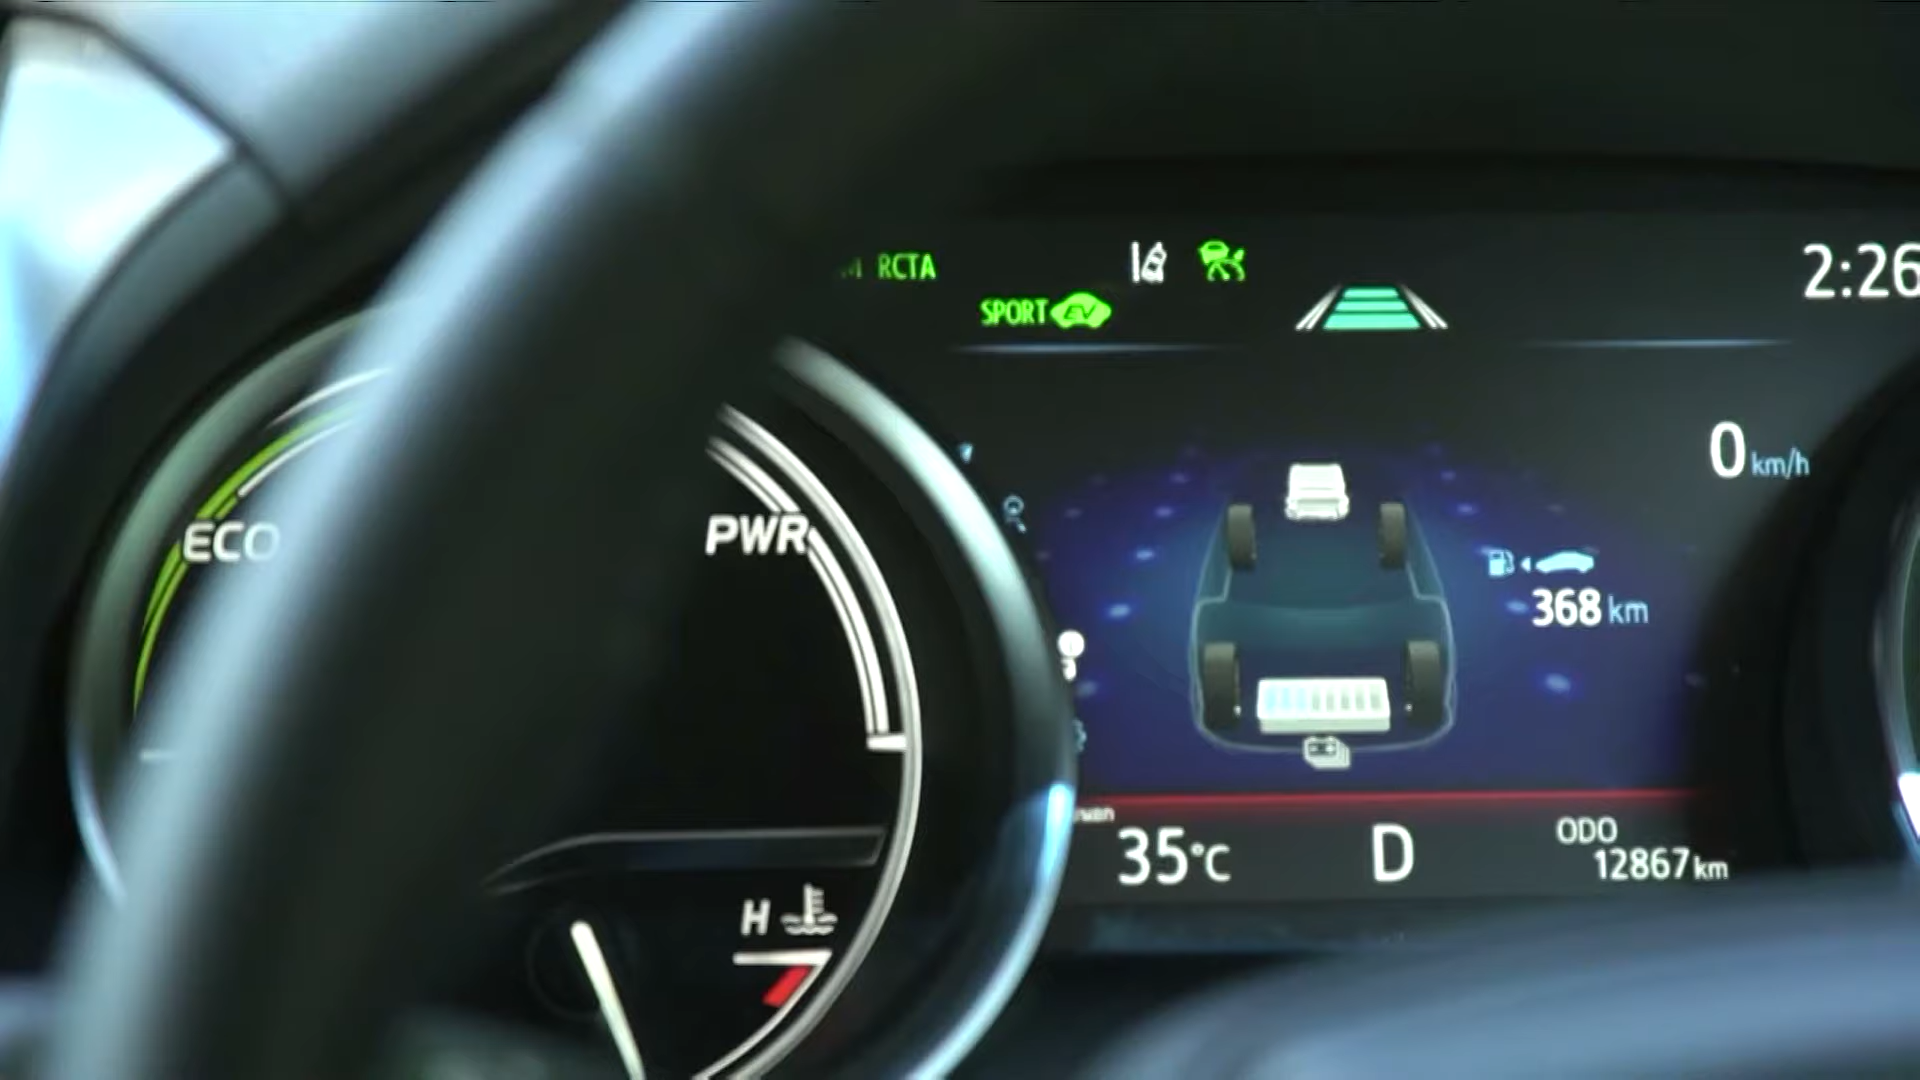 RCTA
SPORT EV
2:26
0 km/h
ECO
PWR
368 km
35°C
D
ODO
12867 km
H